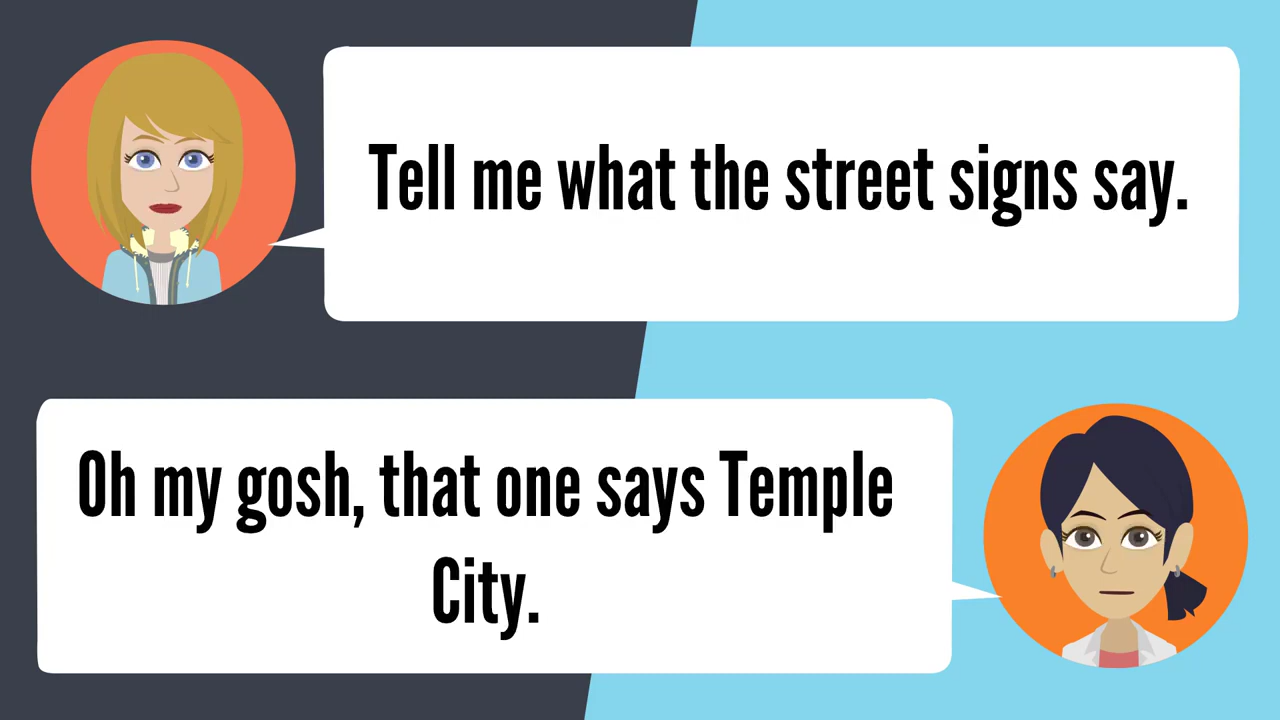 Tell me what the street signs say.
Oh my gosh, that one says Temple
City.